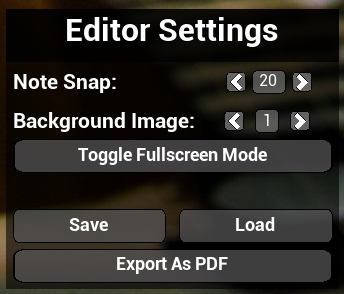 Editor Settings
Note Snap: 20
Background Image: 1
Toggle Fullscreen Mode
Save Load
Export As PDF